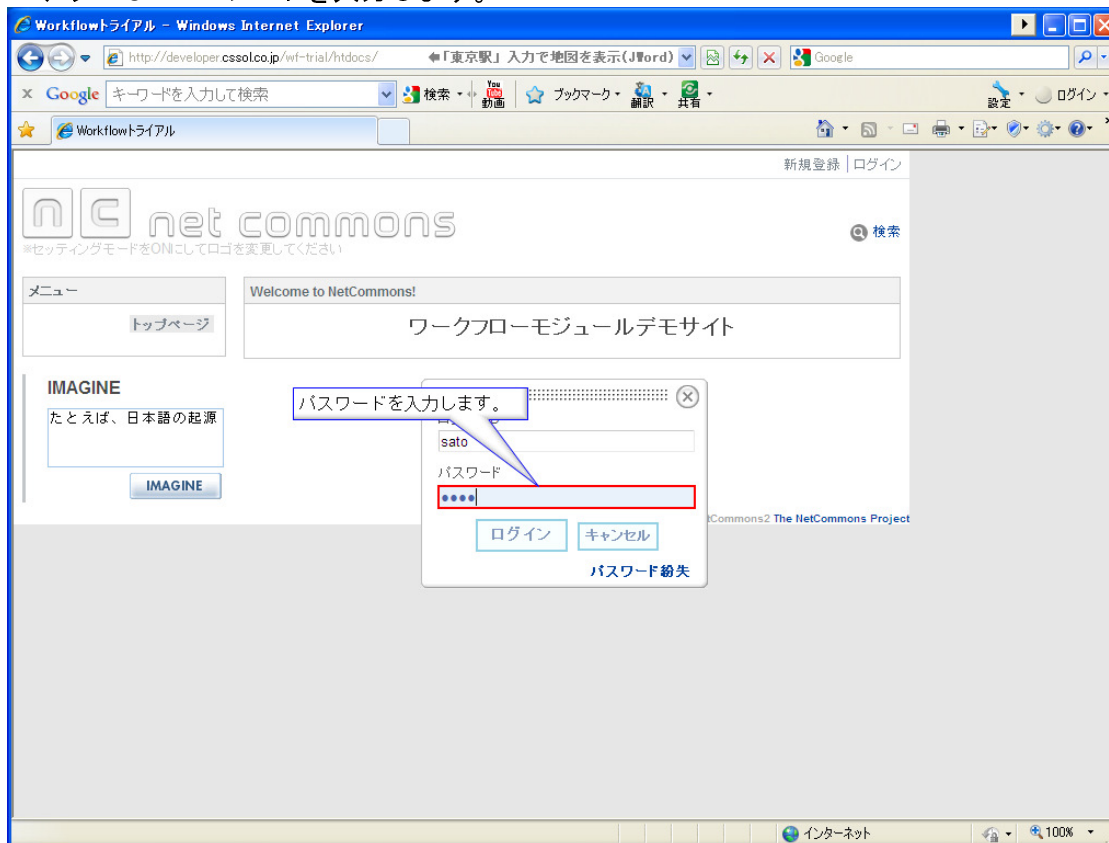 Workflowトライアル - Windows Internet Explorer
http://developer.cssol.co.jp/wf-trial/htdocs/
「東京駅」入力で地図を表示(JWord)
Google
Google
キーワードを入力して検索
検索
You Tube 動画
ブックマーク
翻訳
共有
設定
ログイン
Workflowトライアル
新規登録 | ログイン
nc net commons
※セッティングモードをONにしてロゴを変更してください
検索
メニュー
トップページ
Welcome to NetCommons!
ワークフローモジュールデモサイト
IMAGINE
たとえば、日本語の起源
IMAGINE
パスワードを入力します。
sato
パスワード
••••
ログイン
キャンセル
パスワード紛失
Commons2 The NetCommons Project
インターネット
100%